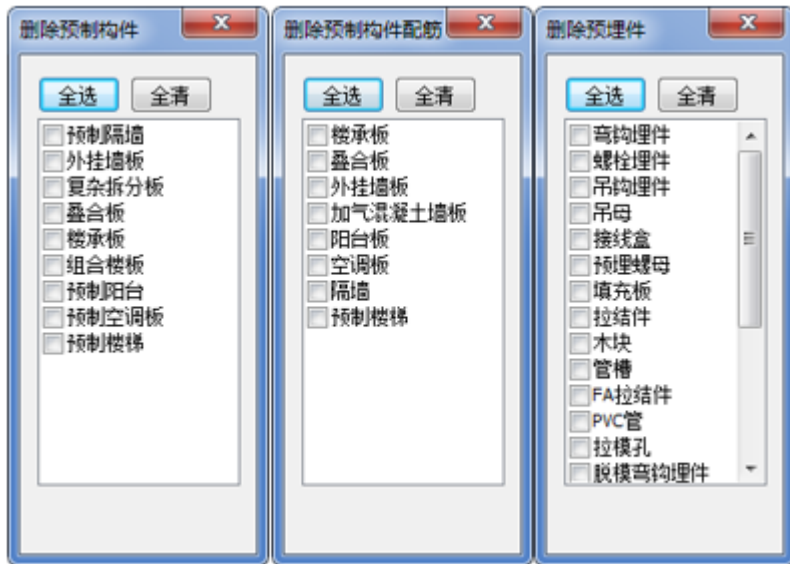 删除预制构件
全选
全清
预制隔墙
外挂墙板
复杂拆分板
叠合板
楼承板
组合楼板
预制阳台
预制空调板
预制楼梯
删除预制构件配筋
全选
全清
楼承板
叠合板
外挂墙板
加气混凝土墙板
阳台板
空调板
隔墙
预制楼梯
删除预埋件
全选
全清
弯钩埋件
螺栓埋件
吊钩埋件
吊母
接线盒
预埋螺母
填充板
拉结件
木块
管槽
FA拉结件
PVC管
拉模孔
脱模弯钩埋件